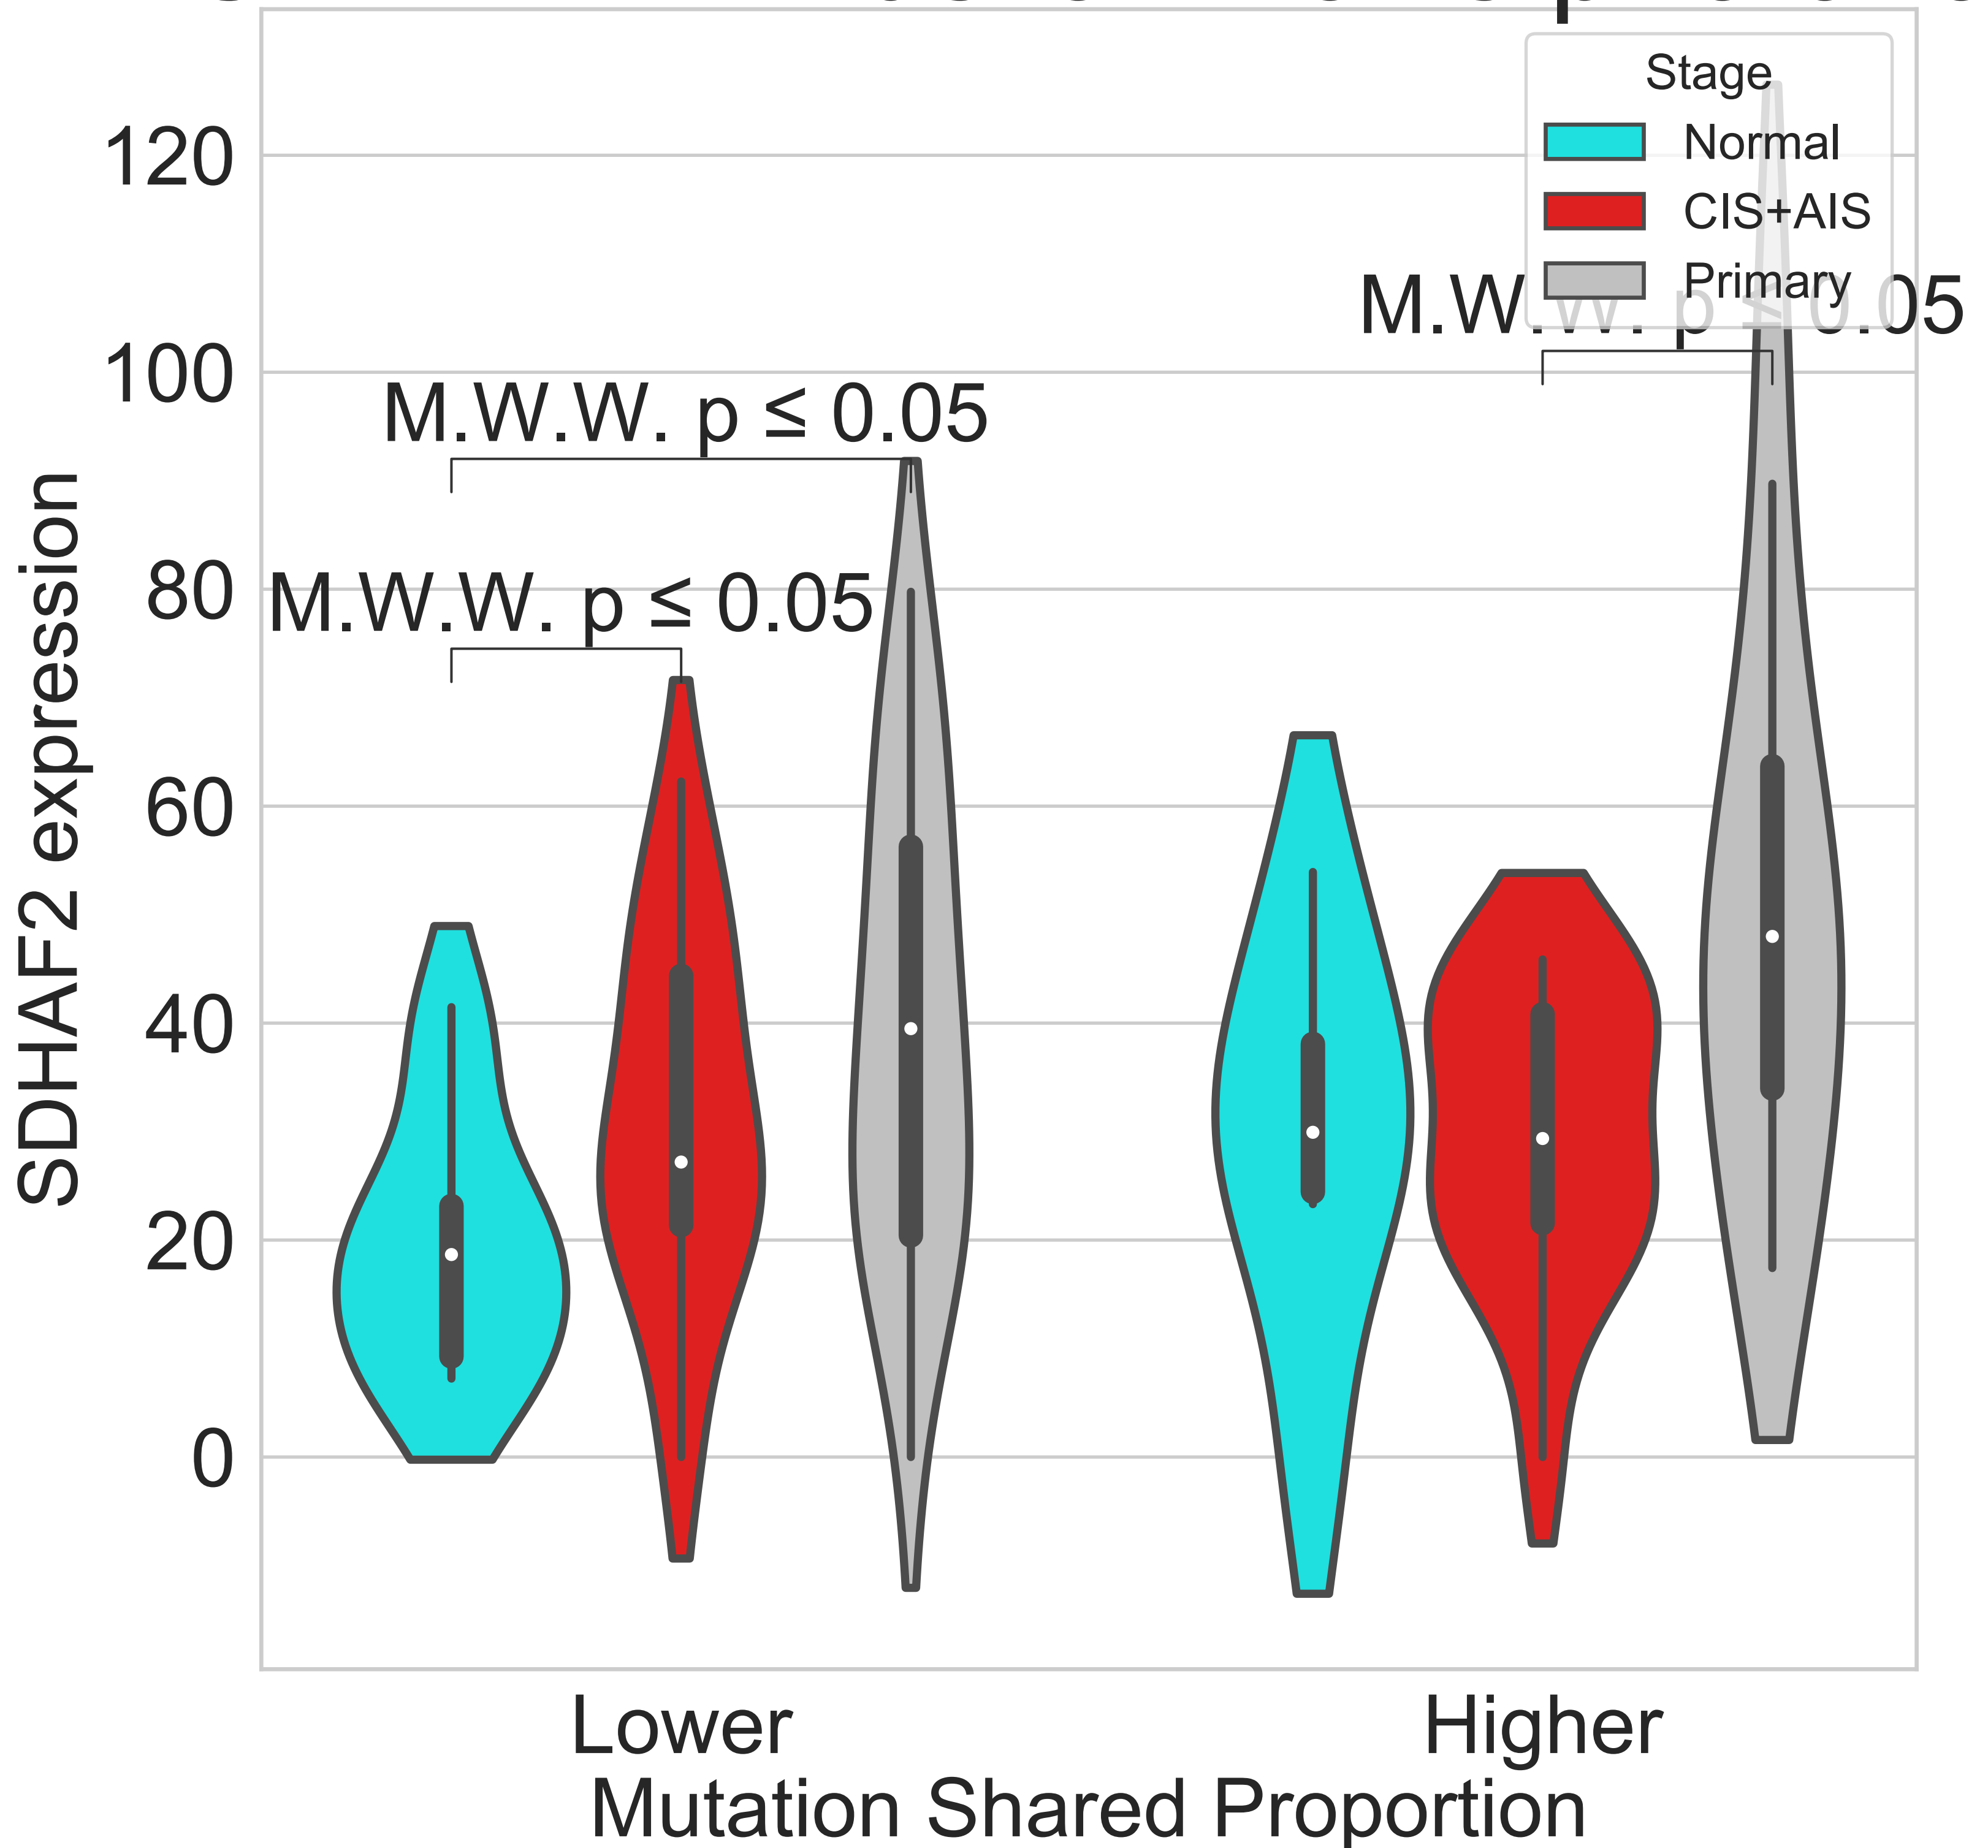 Stage
Normal
CIS+AIS
Primary
M.W.W. p ≤ 0.05
M.W.W. p ≤ 0.05
M.W.W. p ≤ 0.05
120
100
80
60
40
20
0
SDHAF2 expression
Lower
Higher
Mutation Shared Proportion